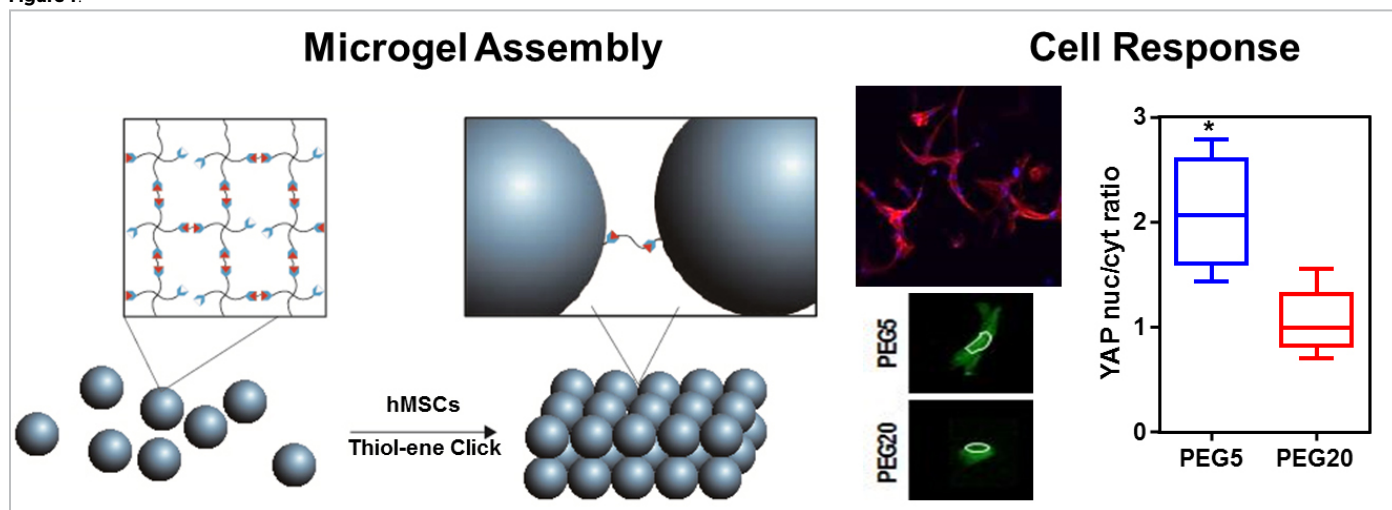 Microgel Assembly
Cell Response
hMSCs
Thiol-ene Click
PEG5
PEG20
YAP nuc/cyt ratio
3
2
1
0
*
PEG5
PEG20